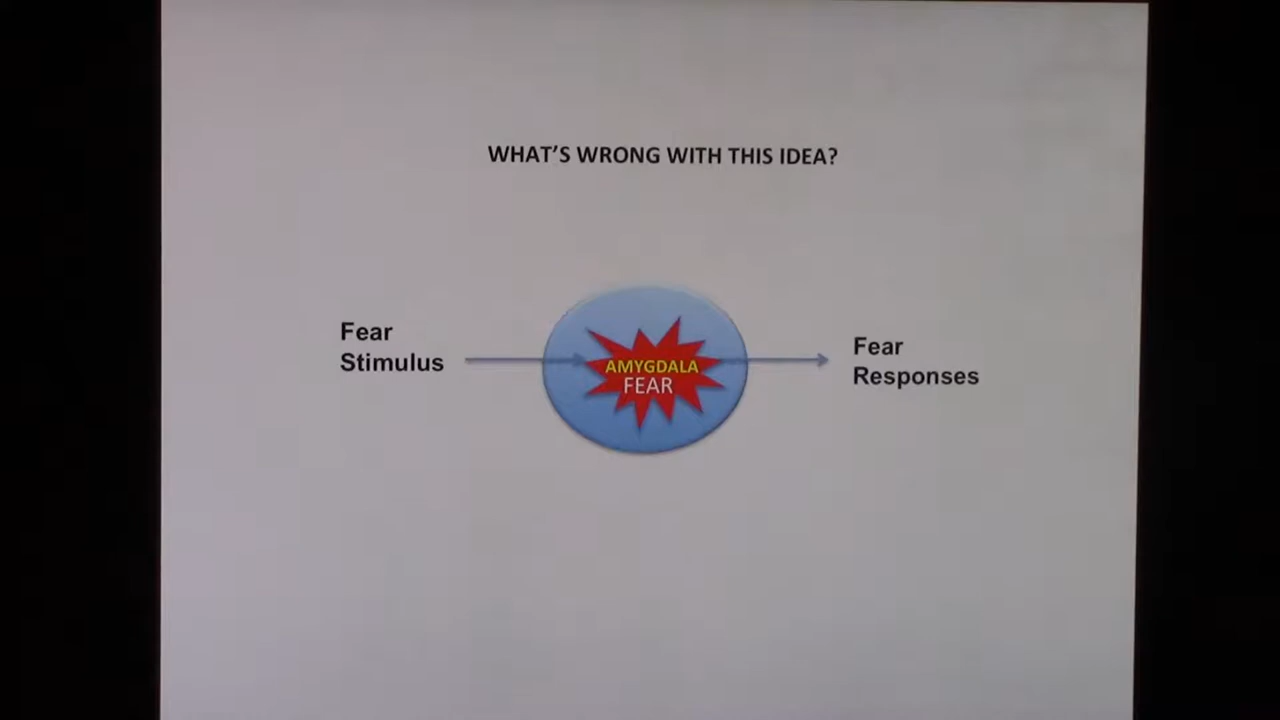 WHAT'S WRONG WITH THIS IDEA?
Fear
Stimulus
AMYGDALA
FEAR
Fear
Responses